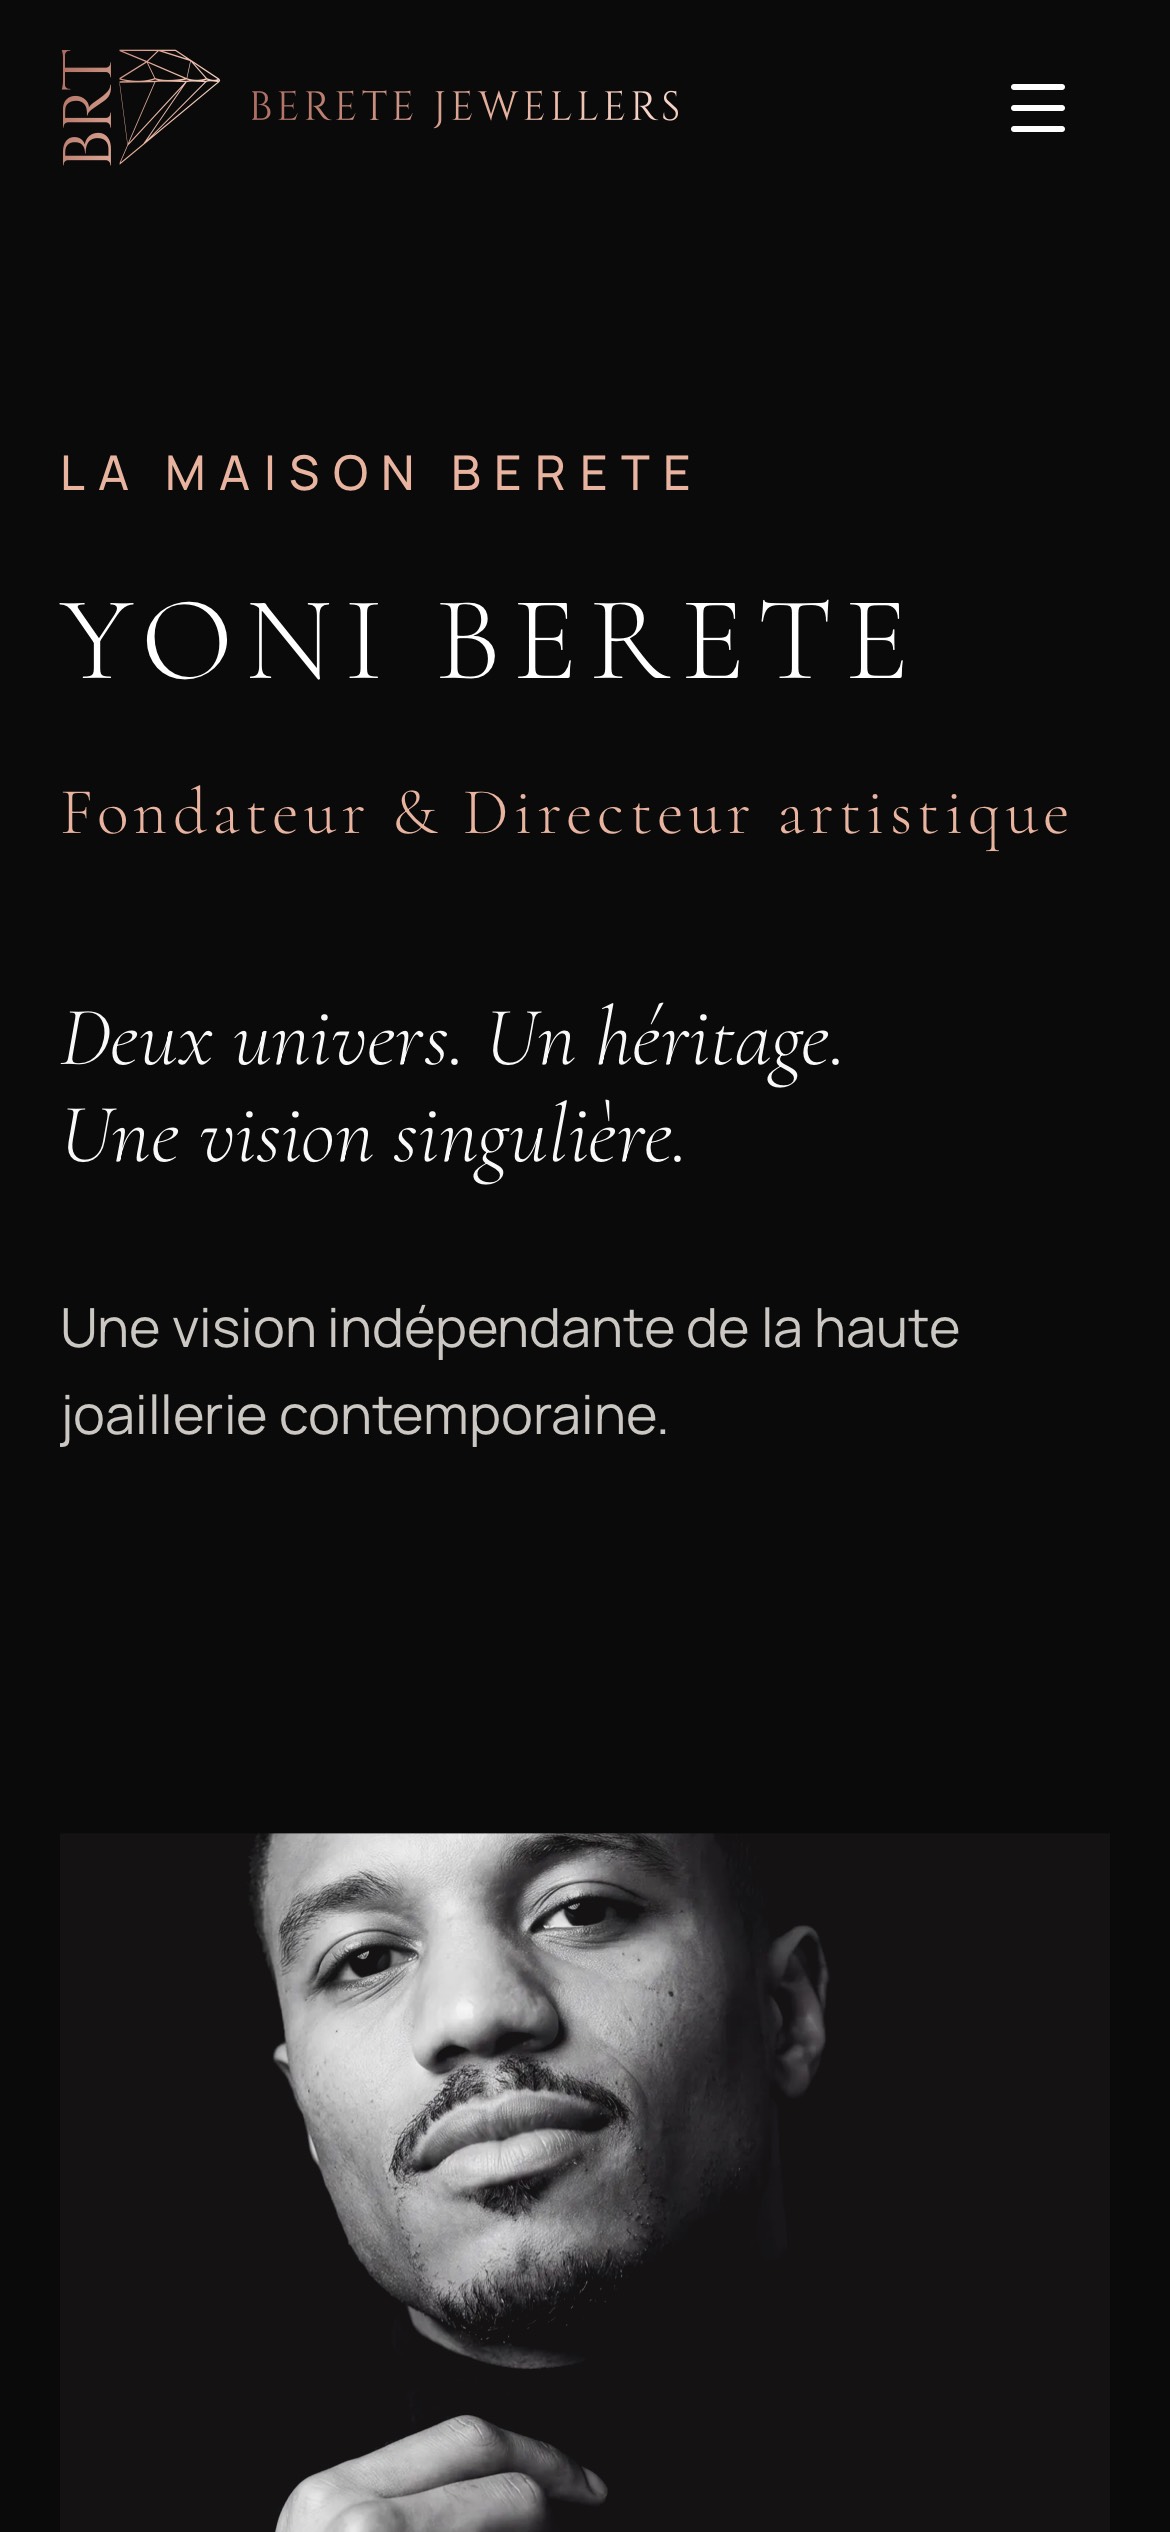 BRT
BERETE JEWELLERS
LA MAISON BERETE
YONI BERETE
Fondateur & Directeur artistique
Deux univers. Un héritage.
Une vision singulière.
Une vision indépendante de la haute
joaillerie contemporaine.